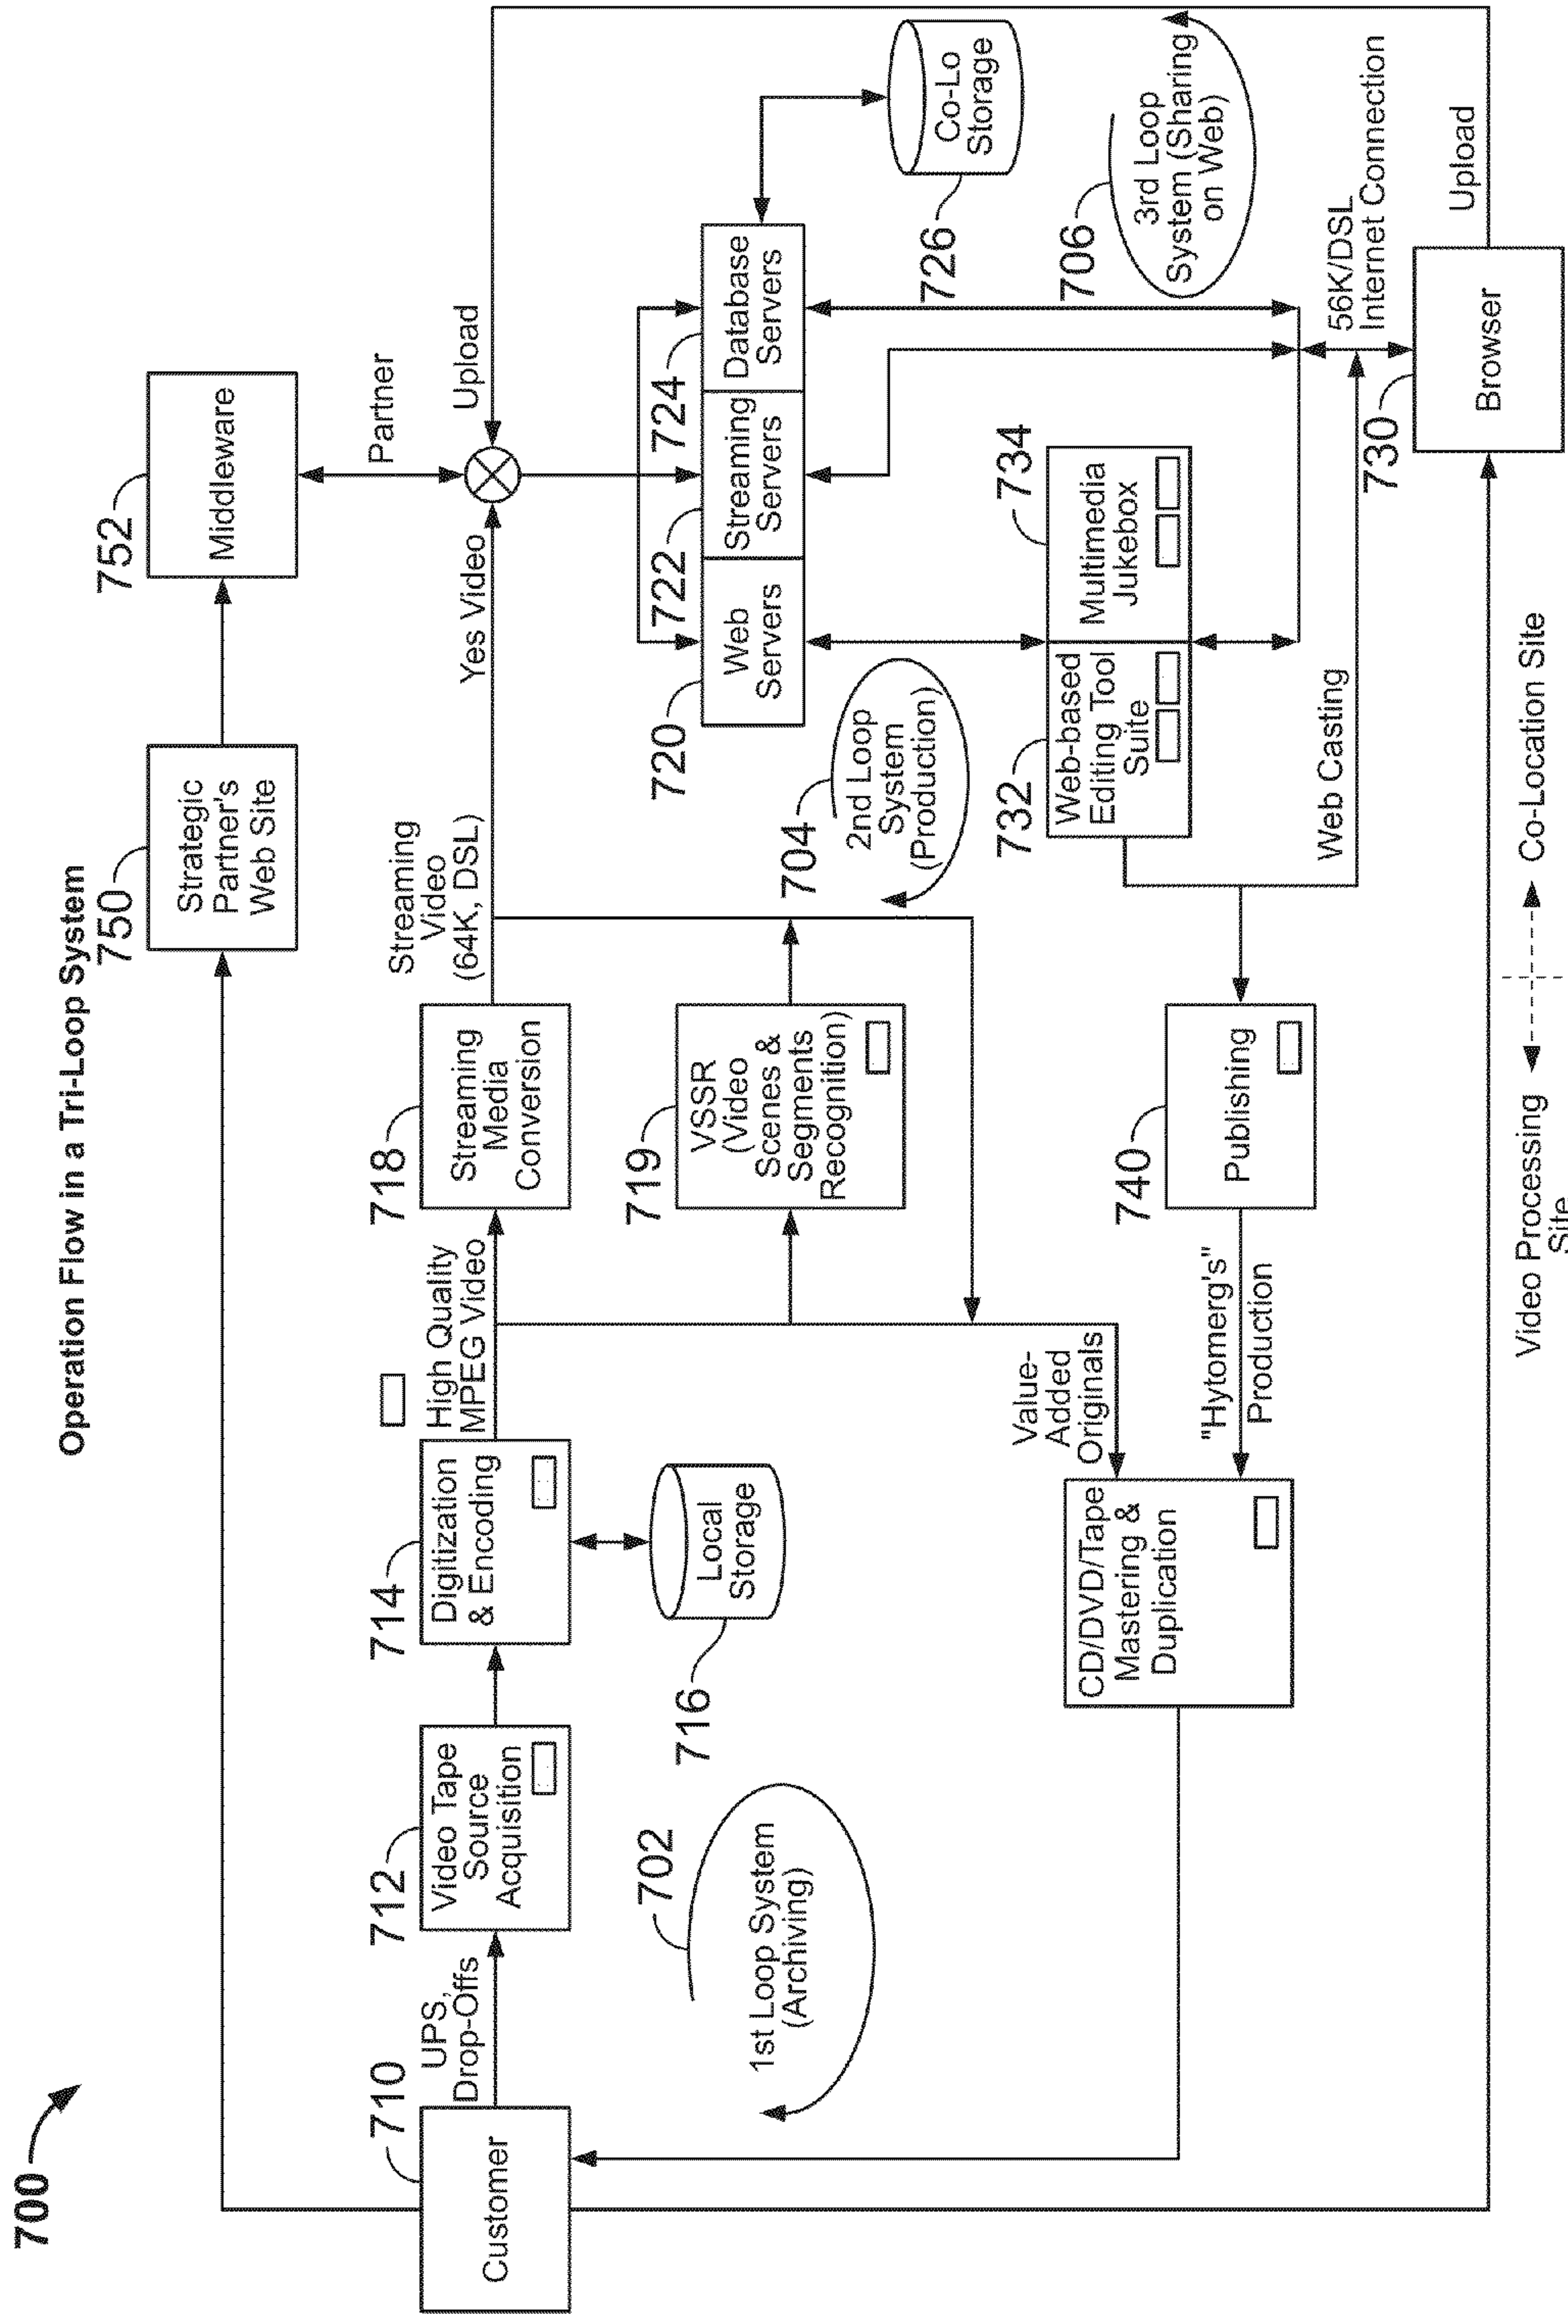 700
Operation Flow in a Tri-Loop System
750
Strategic
Partner's
Web Site
752
Middleware
Partner
710
Customer
UPS,
Drop-Offs
712
Video Tape
Source
Acquisition
714
Digitization
& Encoding
High Quality
MPEG Video
718
Streaming
Media
Conversion
Streaming
Video
(64K, DSL)
Yes Video
Upload
716
Local
Storage
719
VSSR
(Video
Scenes &
Segments
Recognition)
720
Web
Servers
722
Streaming
Servers
724
Database
Servers
726
Co-Lo
Storage
702
1st Loop System
(Archiving)
704
2nd Loop
System
(Production)
706
3rd Loop
System (Sharing
on Web)
732
Web-based
Editing Tool
Suite
734
Multimedia
Jukebox
Value-
Added
Originals
CD/DVD/Tape
Mastering &
Duplication
"Hytomerg's"
Production
740
Publishing
Web Casting
56K/DSL
Internet Connection
730
Browser
Upload
Video Processing
Site
Co-Location Site